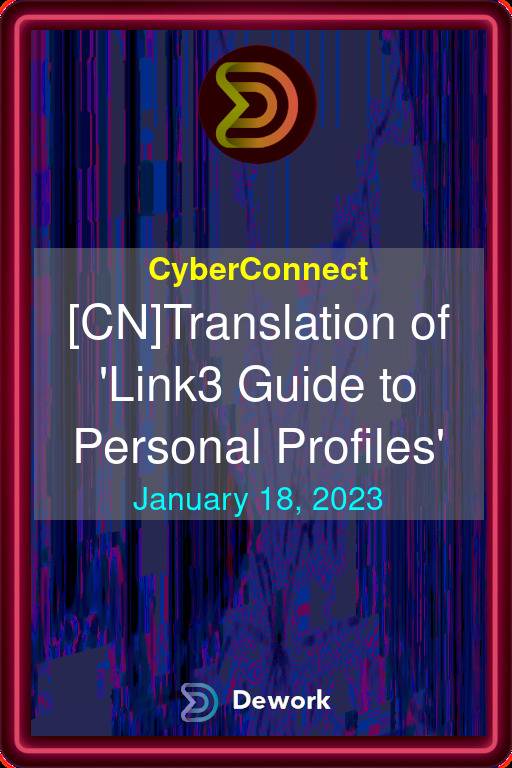 CyberConnect
[CN]Translation of
'Link3 Guide to
Personal Profiles'
January 18, 2023
Dework